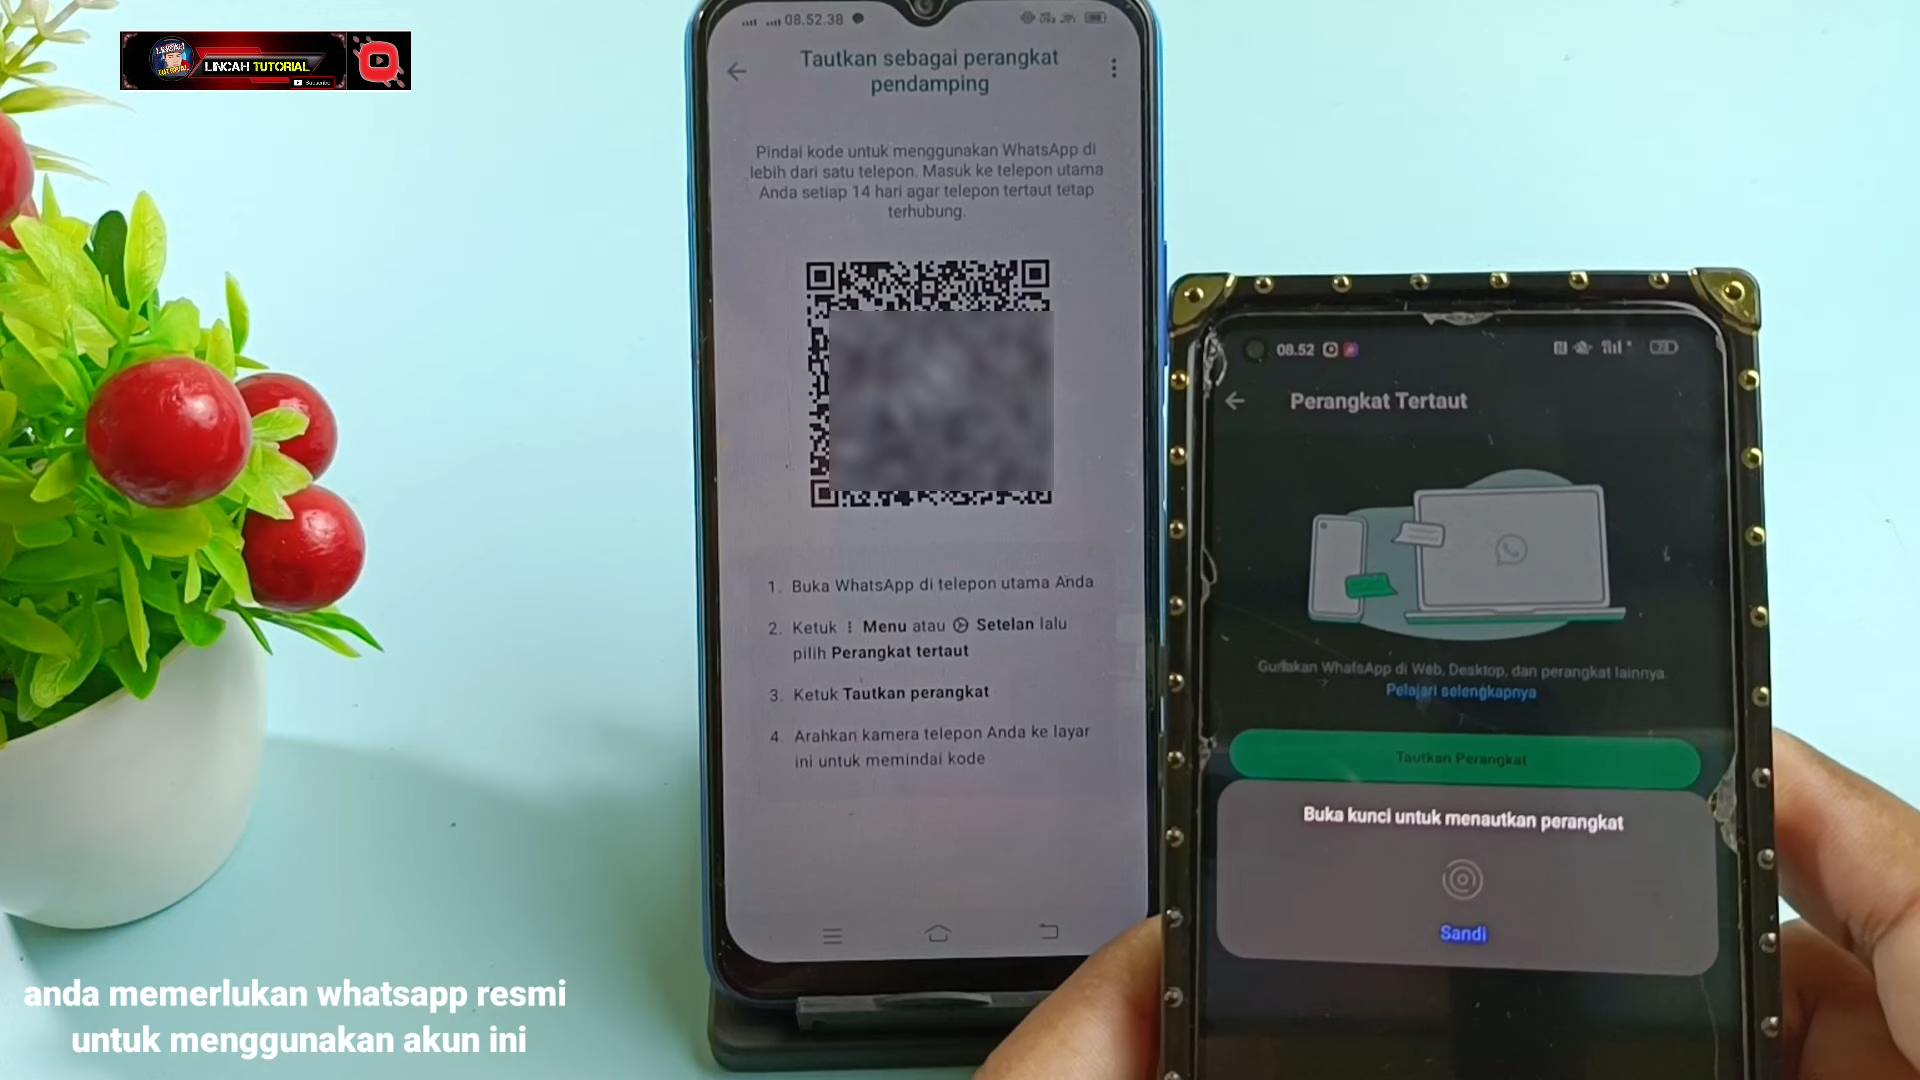 LINCAH TUTORIAL
Subscribe
08.52.38
Tautkan sebagai perangkat
pendamping
Pindai kode untuk menggunakan WhatsApp di
lebih dari satu telepon. Masuk ke telepon utama
Anda setiap 14 hari agar telepon tertaut tetap
terhubung.
1. Buka WhatsApp di telepon utama Anda
2. Ketuk Menu atau Setelan lalu
pilih Perangkat tertaut
3. Ketuk Tautkan perangkat
4. Arahkan kamera telepon Anda ke layar
ini untuk memindai kode
08.52
Perangkat Tertaut
Gunakan WhatsApp di Web, Desktop, dan perangkat lainnya.
Pelajari selengkapnya
Tautkan Perangkat
Buka kunci untuk menautkan perangkat
Sandi
anda memerlukan whatsapp resmi
untuk menggunakan akun ini